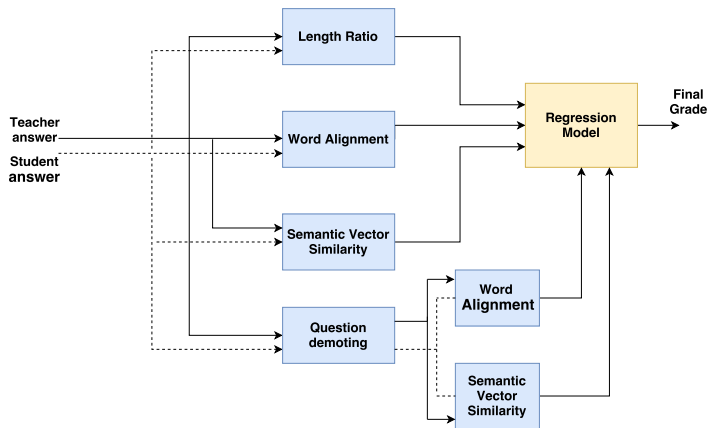 Length Ratio
Teacher
answer
Student
answer
Word Alignment
Regression
Model
Final
Grade
Semantic Vector
Similarity
Question
demoting
Word
Alignment
Semantic
Vector
Similarity